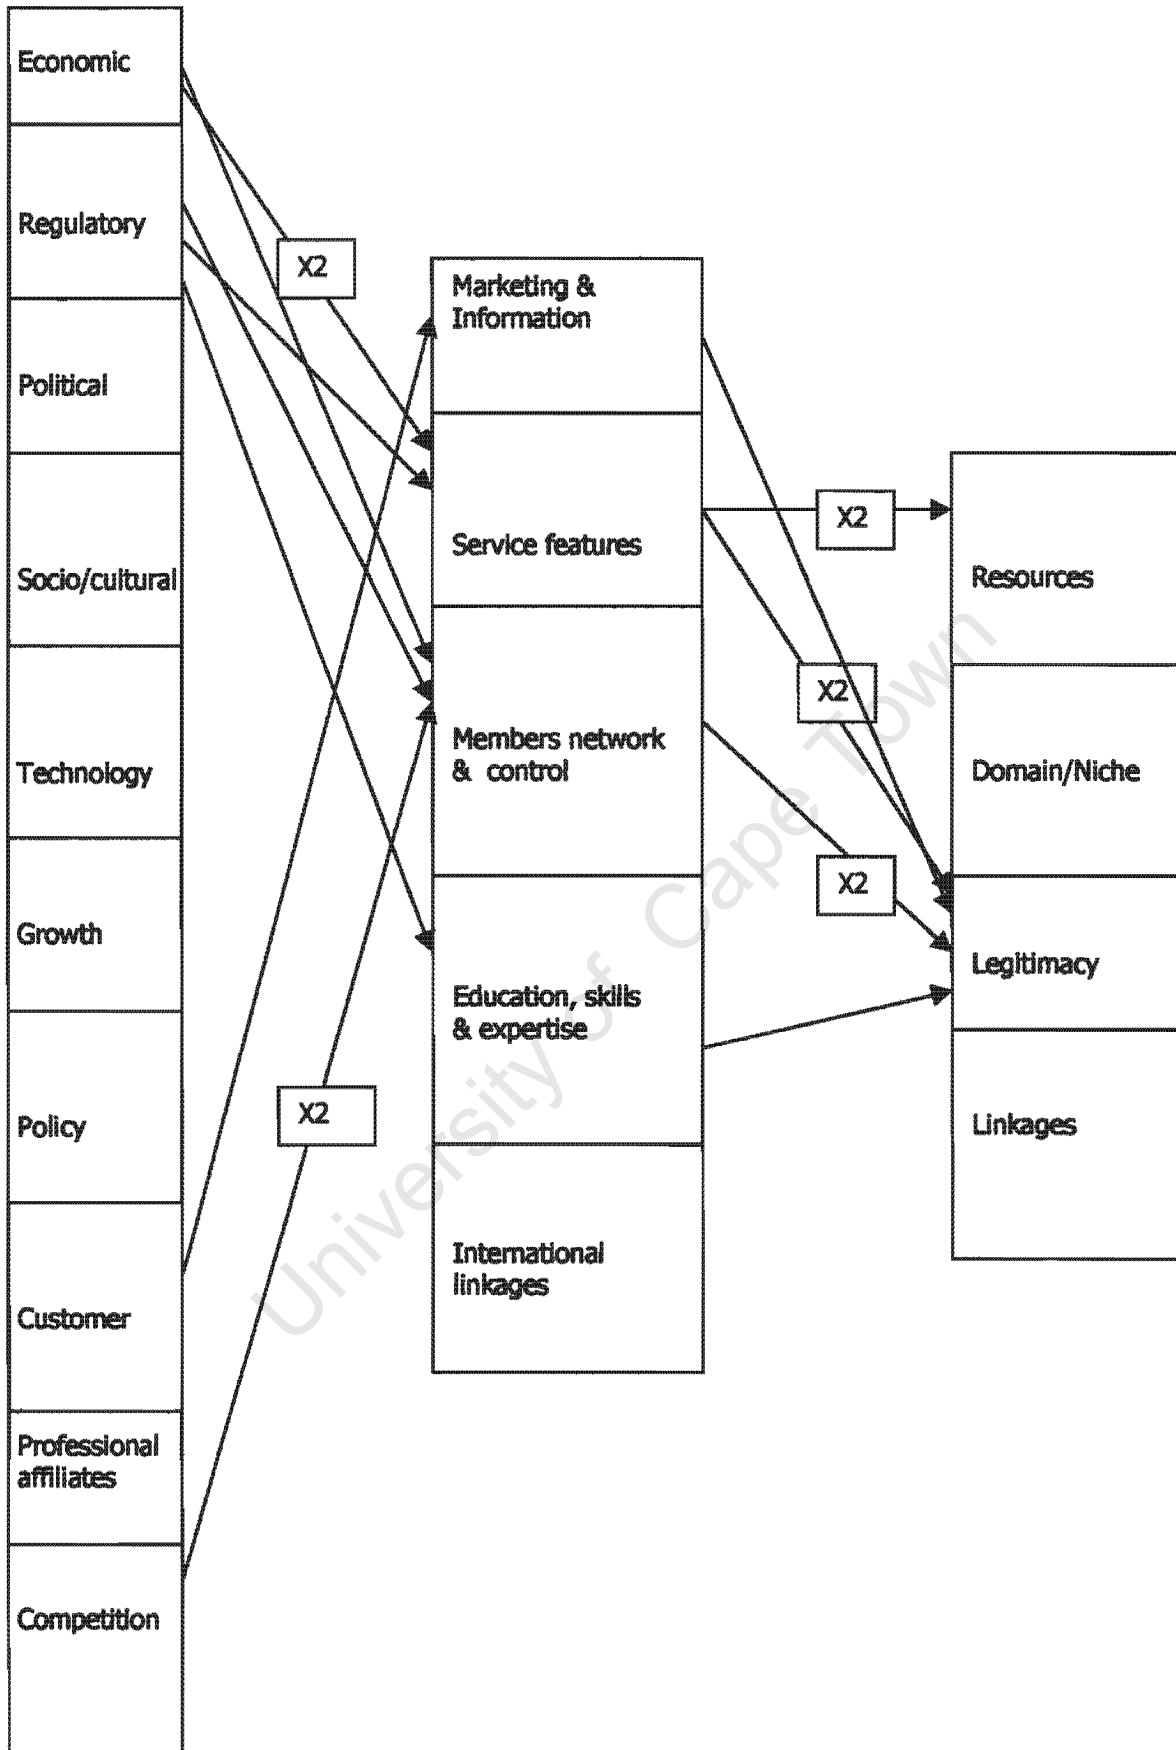 Economic
Regulatory
Political
Socio/cultural
Technology
Growth
Policy
Customer
Professional
affiliates
Competition
X2
X2
Marketing &
Information
Service features
Members network
& control
Education, skills
& expertise
International
linkages
X2
X2
X2
Resources
Domain/Niche
Legitimacy
Linkages
University of Cape Town